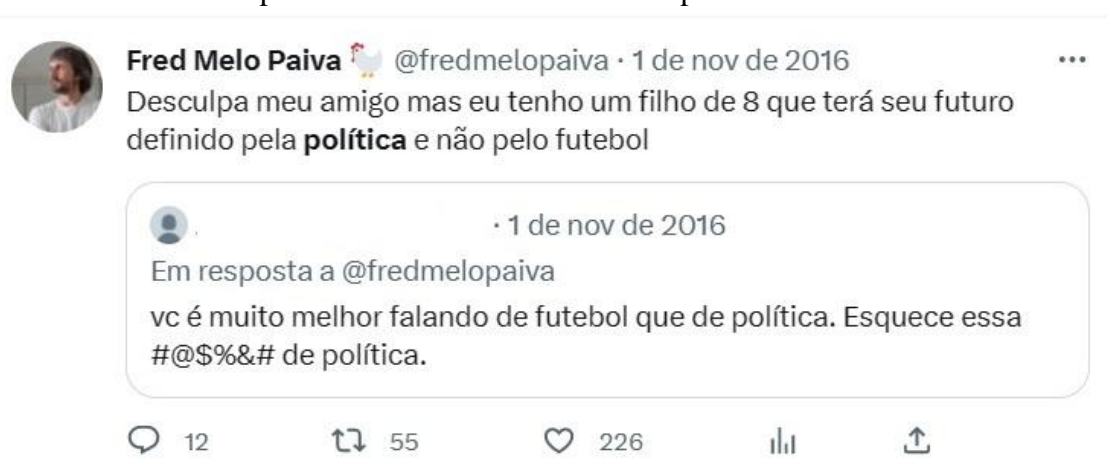 Fred Melo Paiva 🐔 @fredmelopaiva · 1 de nov de 2016
Desculpa meu amigo mas eu tenho um filho de 8 que terá seu futuro
definido pela política e não pelo futebol
· 1 de nov de 2016
Em resposta a @fredmelopaiva
vc é muito melhor falando de futebol que de política. Esquece essa
#@$%&# de política.
12 55 226